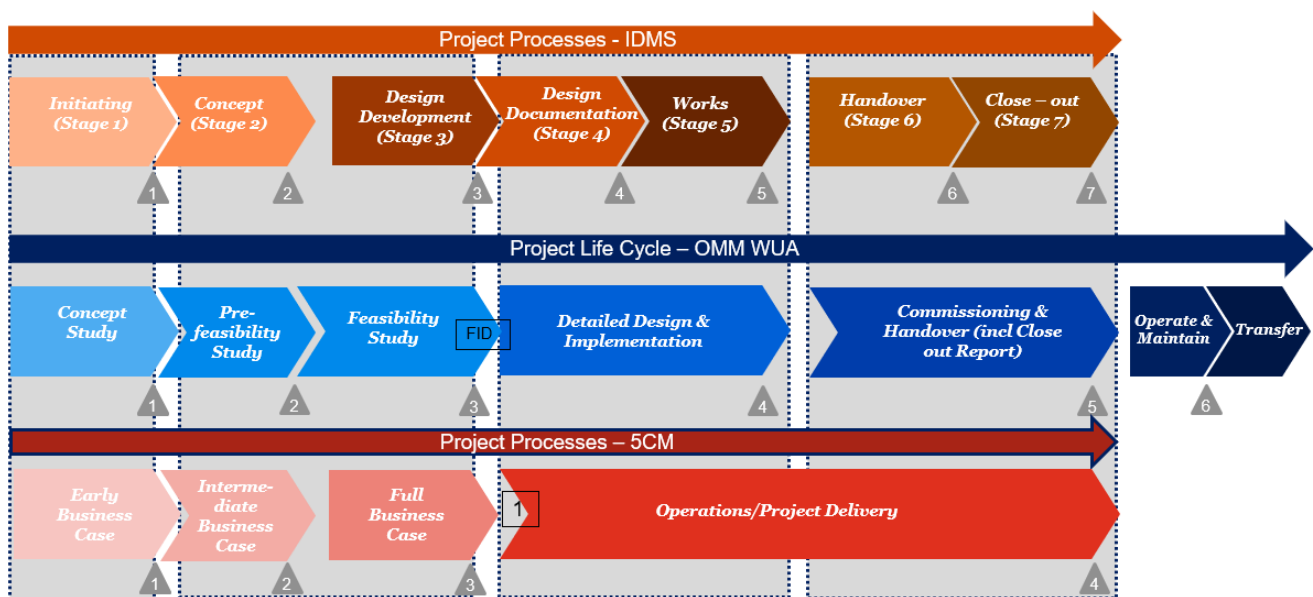 Project Processes - IDMS
Initiating
(Stage 1)
Concept
(Stage 2)
Design
Development
(Stage 3)
Design
Documentation
(Stage 4)
Works
(Stage 5)
Handover
(Stage 6)
Close – out
(Stage 7)
1
2
3
4
5
6
7
Project Life Cycle – OMM WUA
Concept
Study
Pre-
feasibility
Study
Feasibility
Study
FID
Detailed Design &
Implementation
Commissioning &
Handover (incl Close
out Report)
Operate &
Maintain
Transfer
1
2
3
4
5
6
Project Processes – 5CM
Early
Business
Case
Interme-
diate
Business
Case
Full
Business
Case
1
Operations/Project Delivery
1
2
3
4